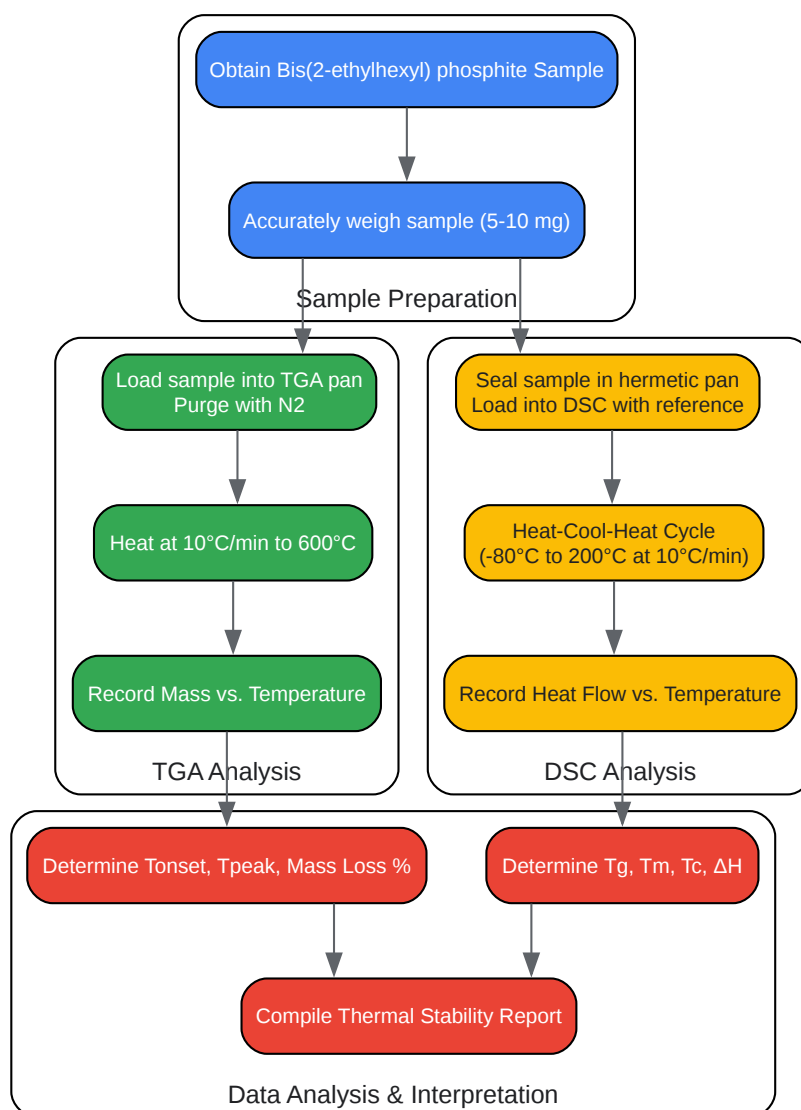 Obtain Bis(2-ethylhexyl) phosphite Sample
Accurately weigh sample (5-10 mg)
Sample Preparation
Load sample into TGA pan
Purge with N2
Heat at 10°C/min to 600°C
Record Mass vs. Temperature
TGA Analysis
Seal sample in hermetic pan
Load into DSC with reference
Heat-Cool-Heat Cycle
(-80°C to 200°C at 10°C/min)
Record Heat Flow vs. Temperature
DSC Analysis
Determine Tonset, Tpeak, Mass Loss %
Determine Tg, Tm, Tc, ΔH
Compile Thermal Stability Report
Data Analysis & Interpretation